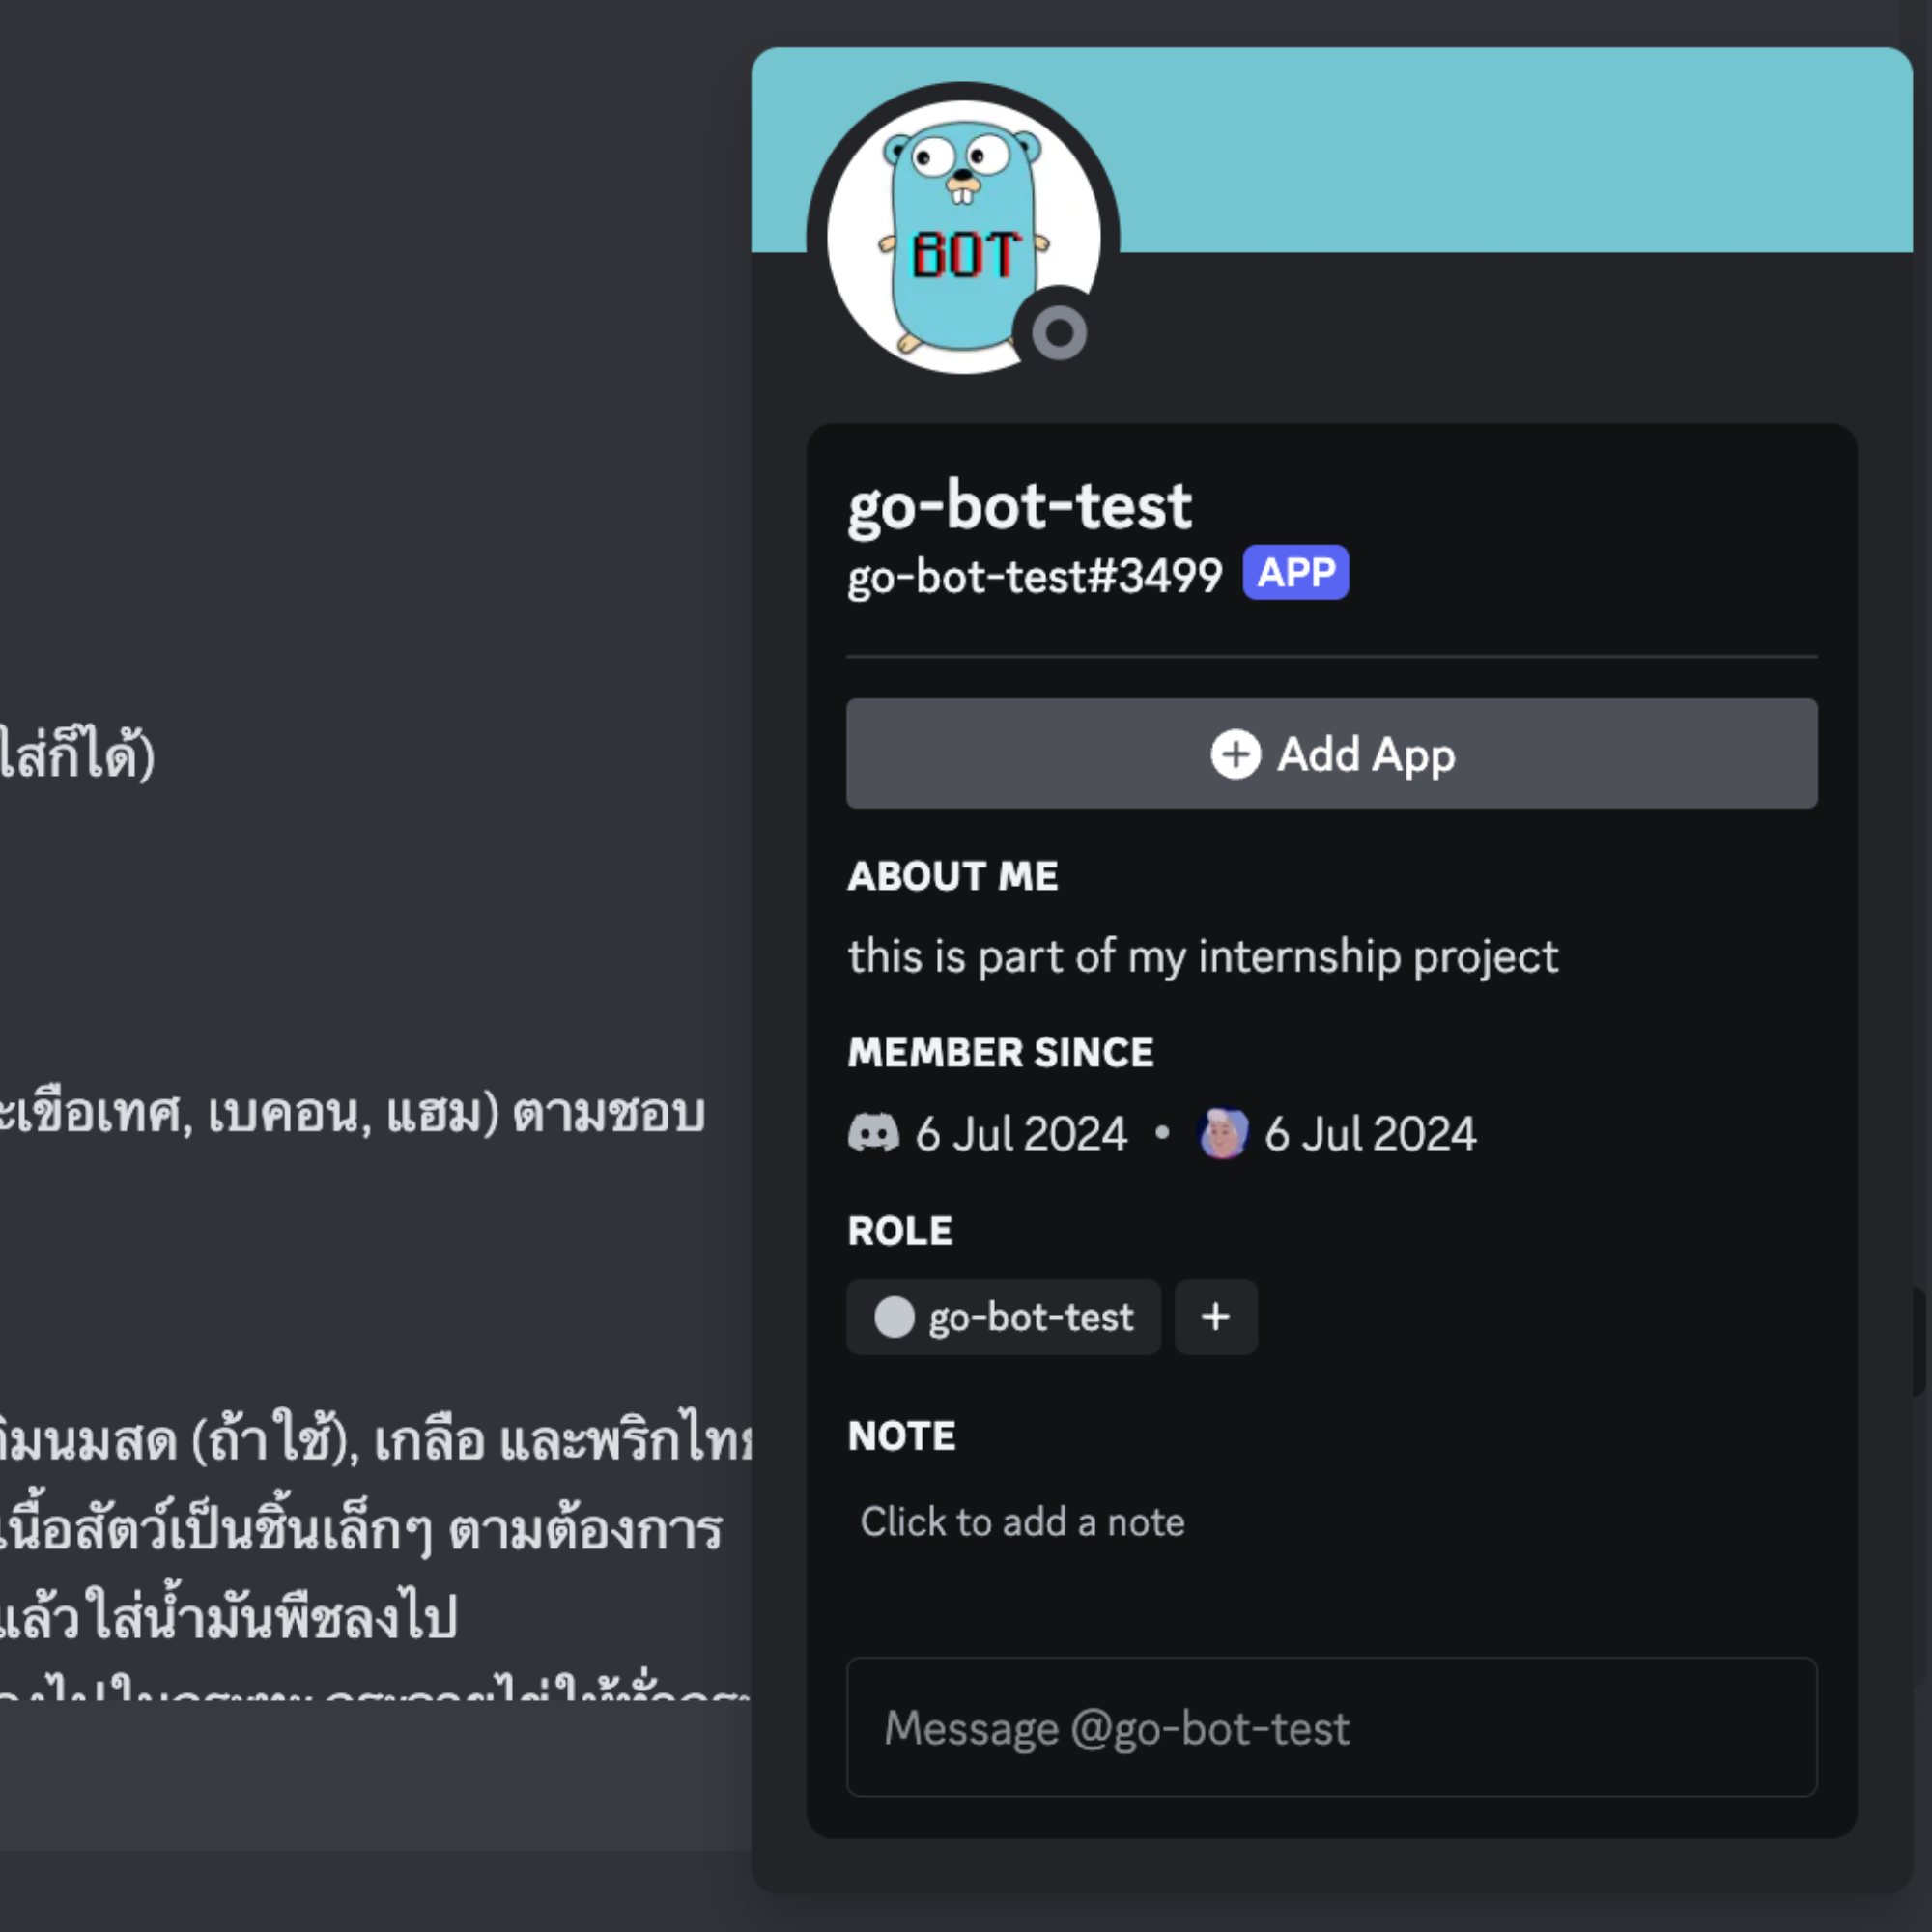 BOT
go-bot-test
go-bot-test#3499 APP
Add App
ABOUT ME
this is part of my internship project
MEMBER SINCE
6 Jul 2024 • 6 Jul 2024
ROLE
go-bot-test +
NOTE
Click to add a note
Message @go-bot-test
ใส่ก็ได้)
ะเขือเทศ, เบคอน, แฮม) ตามชอบ
นมสด (ถ้าใช้), เกลือ และพริกไทย
เนื้อสัตว์เป็นชิ้นเล็กๆ ตามต้องการ
แล้วใส่น้ำมันพืชลงไป